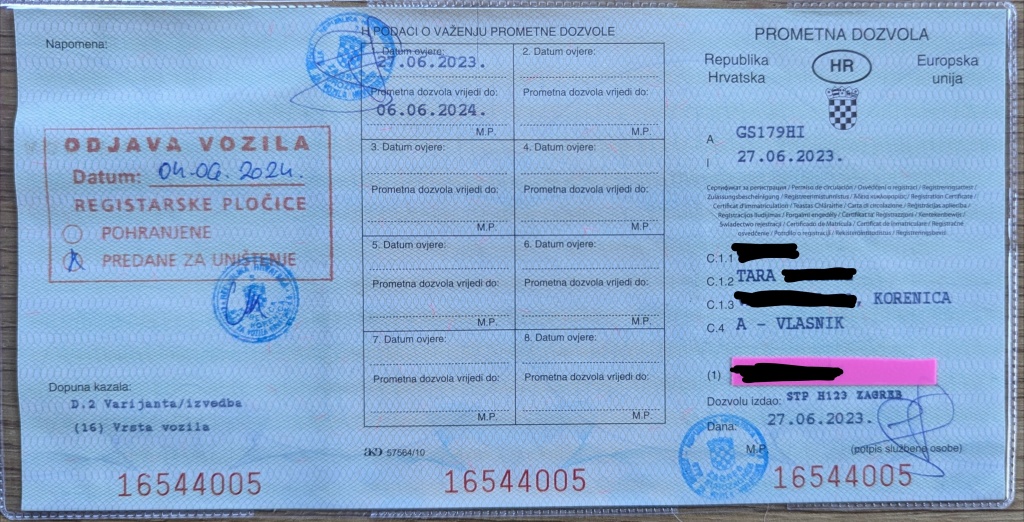 Napomena:
ODJAVA VOZILA
Datum: 04.06.2024.
REGISTARSKE PLOČICE
POHRANJENE
PREDANE ZA UNIŠTENJE
Dopuna kazala:
D.2 Varijanta/izvedba
(16) Vrsta vozila
16544005
PODACI O VAŽENJU PROMETNE DOZVOLE
Datum ovjere:
27.06.2023.
Prometna dozvola vrijedi do:
06.06.2024.
M.P.
2. Datum ovjere:
Prometna dozvola vrijedi do:
M.P.
3. Datum ovjere:
Prometna dozvola vrijedi do:
M.P.
4. Datum ovjere:
Prometna dozvola vrijedi do:
M.P.
5. Datum ovjere:
Prometna dozvola vrijedi do:
M.P.
6. Datum ovjere:
Prometna dozvola vrijedi do:
M.P.
7. Datum ovjere:
Prometna dozvola vrijedi do:
M.P.
8. Datum ovjere:
Prometna dozvola vrijedi do:
M.P.
57564/10
16544005
PROMETNA DOZVOLA
Republika Hrvatska
HR
Europska unija
A GS179HI
I 27.06.2023.
C.1.1
C.1.2 TARA
C.1.3 , KORENICA
C.4 A - VLASNIK
(1)
Dozvolu izdao: STP H123 ZAGREB
Dana: 27.06.2023.
M.P. (potpis službene osobe)
16544005